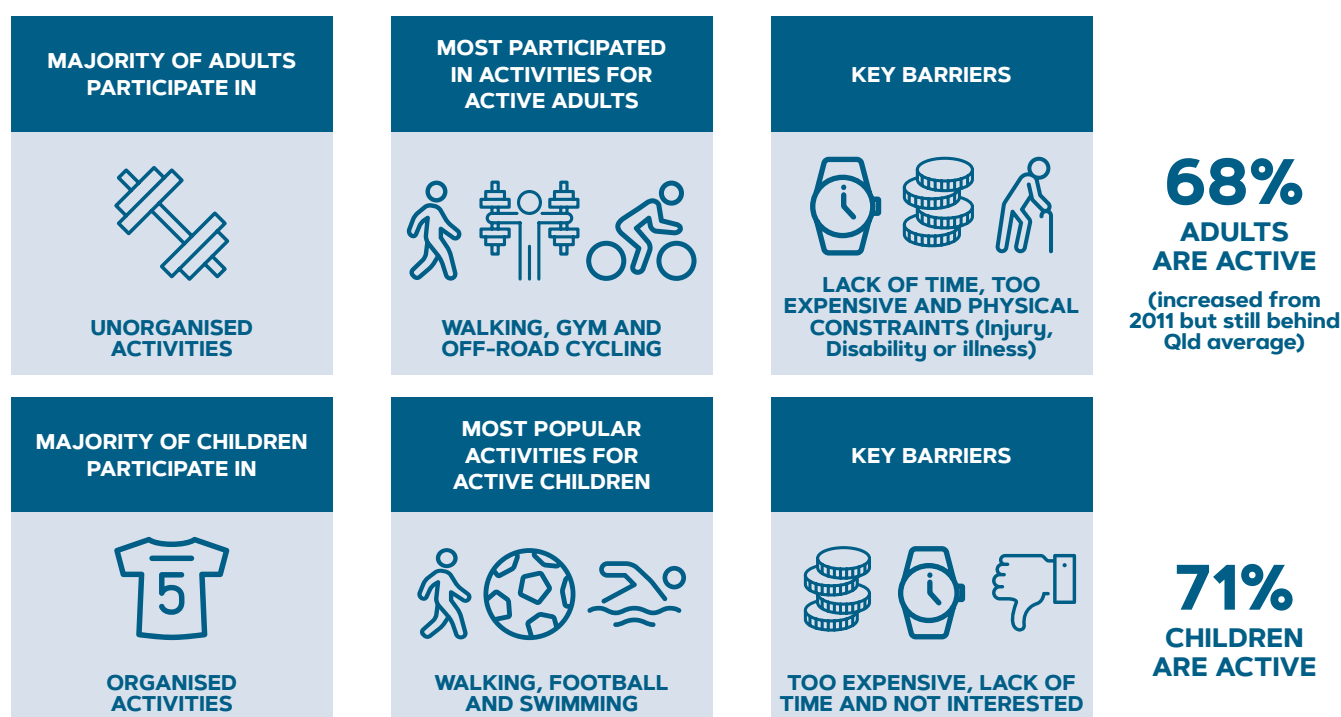 MAJORITY OF ADULTS
PARTICIPATE IN
UNORGANISED
ACTIVITIES
MOST PARTICIPATED
IN ACTIVITIES FOR
ACTIVE ADULTS
WALKING, GYM AND
OFF-ROAD CYCLING
KEY BARRIERS
LACK OF TIME, TOO
EXPENSIVE AND PHYSICAL
CONSTRAINTS (Injury,
Disability or illness)
68%
ADULTS
ARE ACTIVE
(increased from
2011 but still behind
Qld average)
MAJORITY OF CHILDREN
PARTICIPATE IN
5
ORGANISED
ACTIVITIES
MOST POPULAR
ACTIVITIES FOR
ACTIVE CHILDREN
WALKING, FOOTBALL
AND SWIMMING
KEY BARRIERS
TOO EXPENSIVE, LACK OF
TIME AND NOT INTERESTED
71%
CHILDREN
ARE ACTIVE